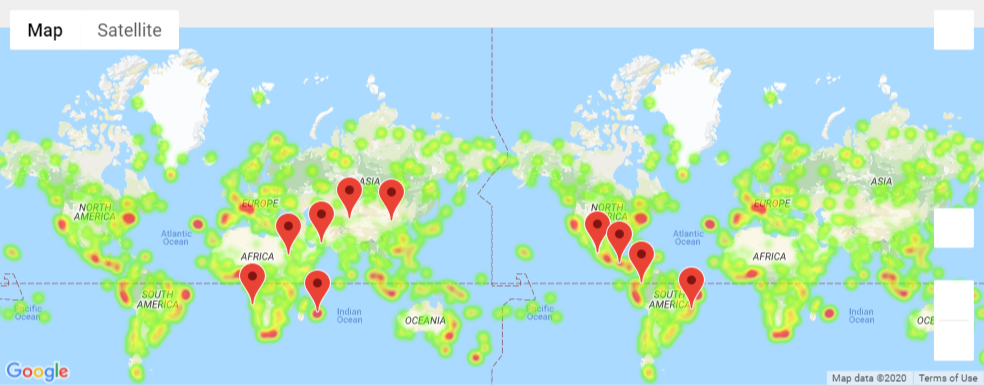 Map Satellite
ASIA
ASIA
NORTH
AMERICA
EUROPE
NORTH
AMERICA
EUROPE
Atlantic
Ocean
Atlantic
Ocean
AFRICA
AFRICA
SOUTH
AMERICA
SOUTH
AMERICA
Ocean
Indian
Ocean
OCEANIA
Pacific
Ocean
Indian
Ocean
OCE
Google
Map data ©2020 Terms of Use